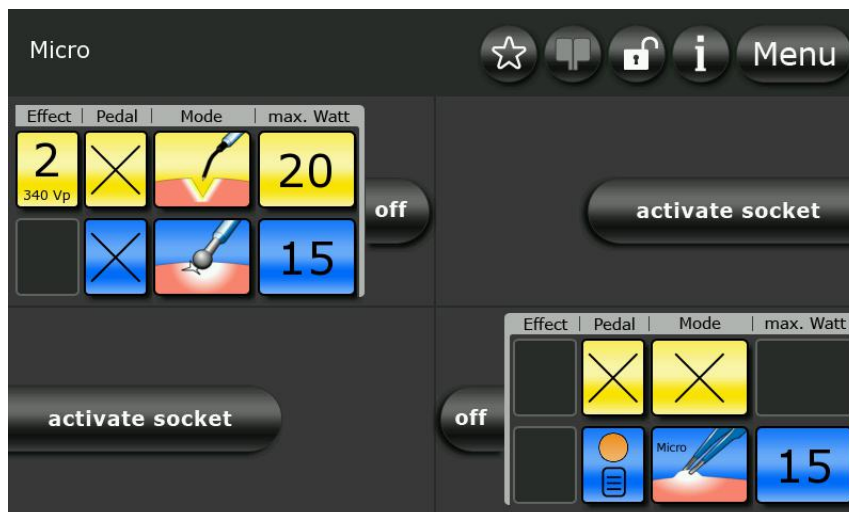 Micro
Menu
Effect | Pedal | Mode | max. Watt
2
340 Vp
20
off
activate socket
15
activate socket
off
Effect | Pedal | Mode | max. Watt
Micro
15